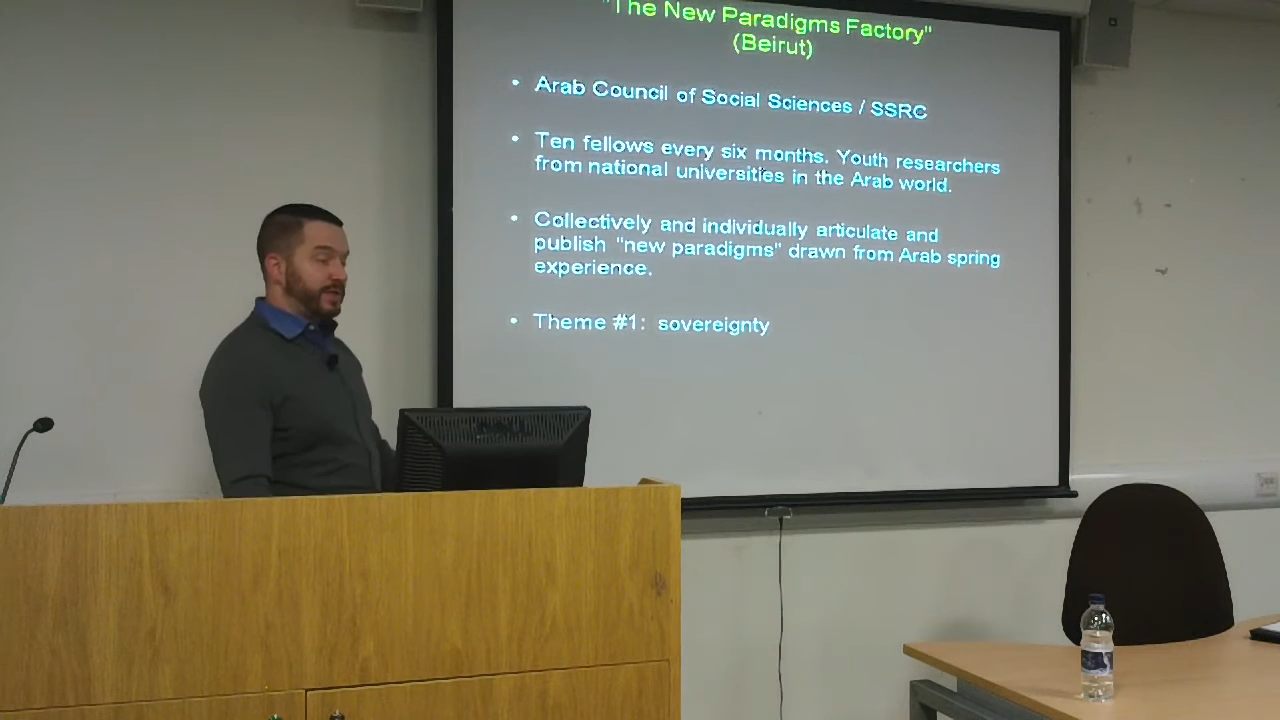 "The New Paradigms Factory"
(Beirut)
• Arab Council of Social Sciences / SSRC
• Ten fellows every six months. Youth researchers
from national universities in the Arab world.
• Collectively and individually articulate and
publish "new paradigms" drawn from Arab spring
experience.
• Theme #1: sovereignty
DELL